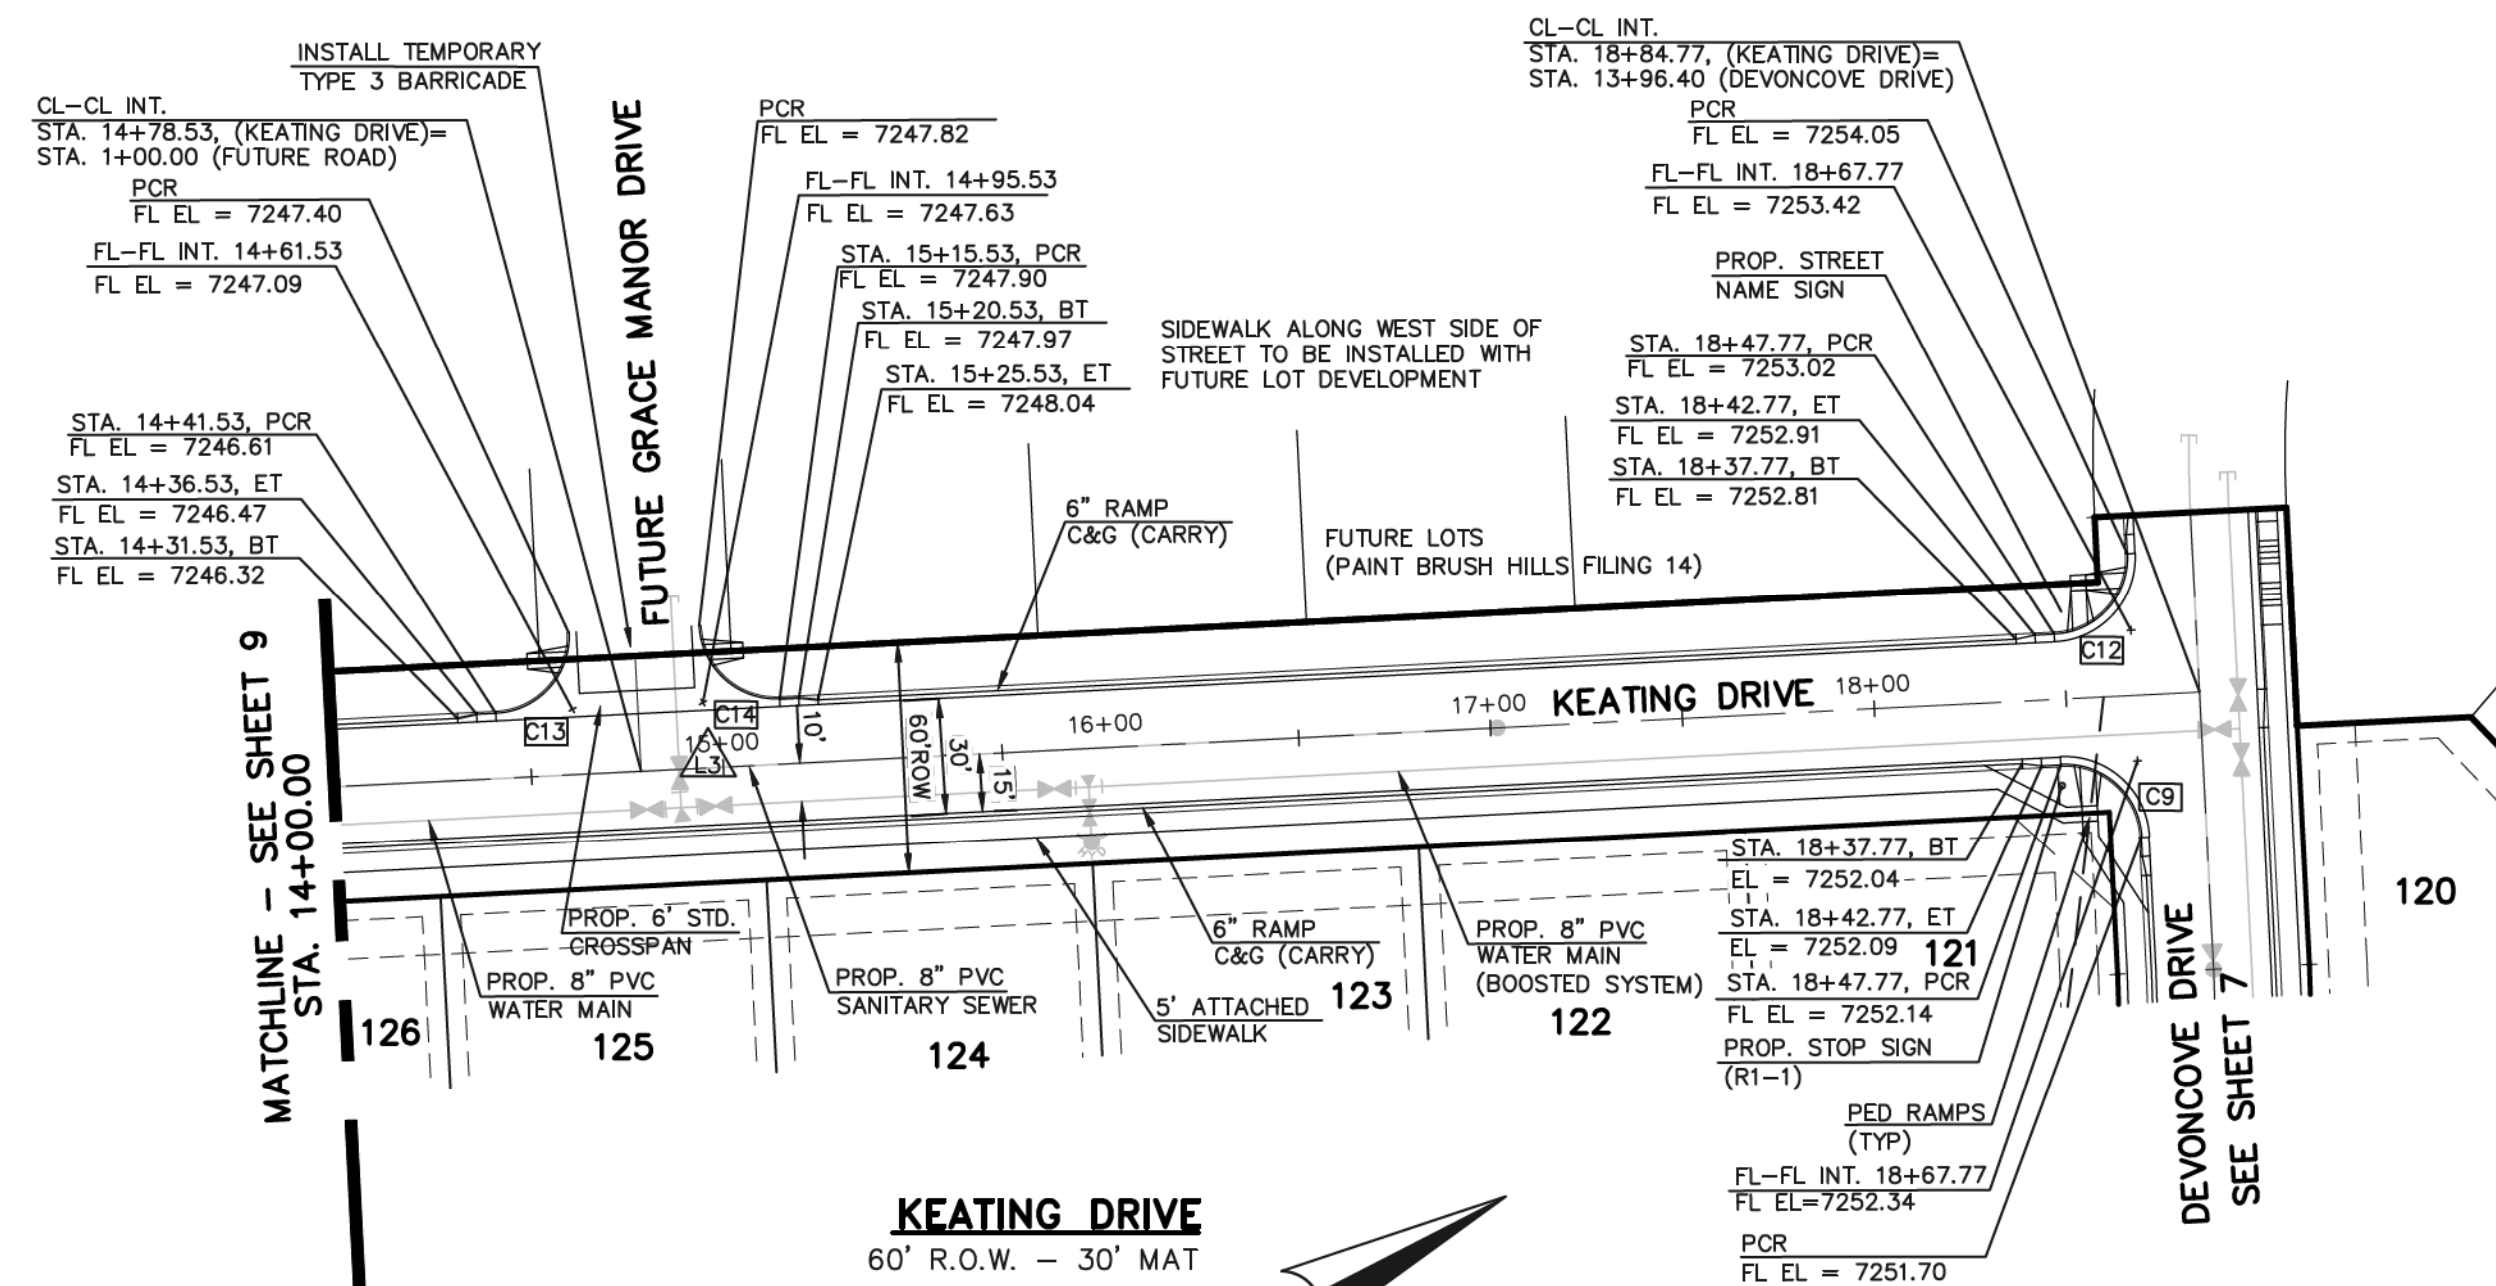 INSTALL TEMPORARY
TYPE 3 BARRICADE
CL-CL INT.
STA. 14+78.53, (KEATING DRIVE)=
STA. 1+00.00 (FUTURE ROAD)
PCR
FL EL = 7247.40
FL-FL INT. 14+61.53
FL EL = 7247.09
STA. 14+41.53, PCR
FL EL = 7246.61
STA. 14+36.53, ET
FL EL = 7246.47
STA. 14+31.53, BT
FL EL = 7246.32
FUTURE GRACE MANOR DRIVE
PCR
FL EL = 7247.82
FL-FL INT. 14+95.53
FL EL = 7247.63
STA. 15+15.53, PCR
FL EL = 7247.90
STA. 15+20.53, BT
FL EL = 7247.97
STA. 15+25.53, ET
FL EL = 7248.04
SIDEWALK ALONG WEST SIDE OF
STREET TO BE INSTALLED WITH
FUTURE LOT DEVELOPMENT
6" RAMP
C&G (CARRY)
FUTURE LOTS
(PAINT BRUSH HILLS FILING 14)
CL-CL INT.
STA. 18+84.77, (KEATING DRIVE)=
STA. 13+96.40 (DEVONCOVE DRIVE)
PCR
FL EL = 7254.05
FL-FL INT. 18+67.77
FL EL = 7253.42
PROP. STREET
NAME SIGN
STA. 18+47.77, PCR
FL EL = 7253.02
STA. 18+42.77, ET
FL EL = 7252.91
STA. 18+37.77, BT
FL EL = 7252.81
MATCHLINE - SEE SHEET 9
STA. 14+00.00
C13
C14
C12
C9
15+00
L3
10'
60'ROW
30'
15'
16+00
17+00
KEATING DRIVE
18+00
PROP. 6' STD.
CROSSPAN
PROP. 8" PVC
WATER MAIN
PROP. 8" PVC
SANITARY SEWER
5' ATTACHED
SIDEWALK
6" RAMP
C&G (CARRY)
PROP. 8" PVC
WATER MAIN
(BOOSTED SYSTEM)
126
125
124
123
122
121
120
STA. 18+37.77, BT
EL = 7252.04
STA. 18+42.77, ET
EL = 7252.09
STA. 18+47.77, PCR
FL EL = 7252.14
PROP. STOP SIGN
(R1-1)
PED RAMPS
(TYP)
FL-FL INT. 18+67.77
FL EL=7252.34
PCR
FL EL = 7251.70
DEVONCOVE DRIVE
SEE SHEET 7
KEATING DRIVE
60' R.O.W. - 30' MAT